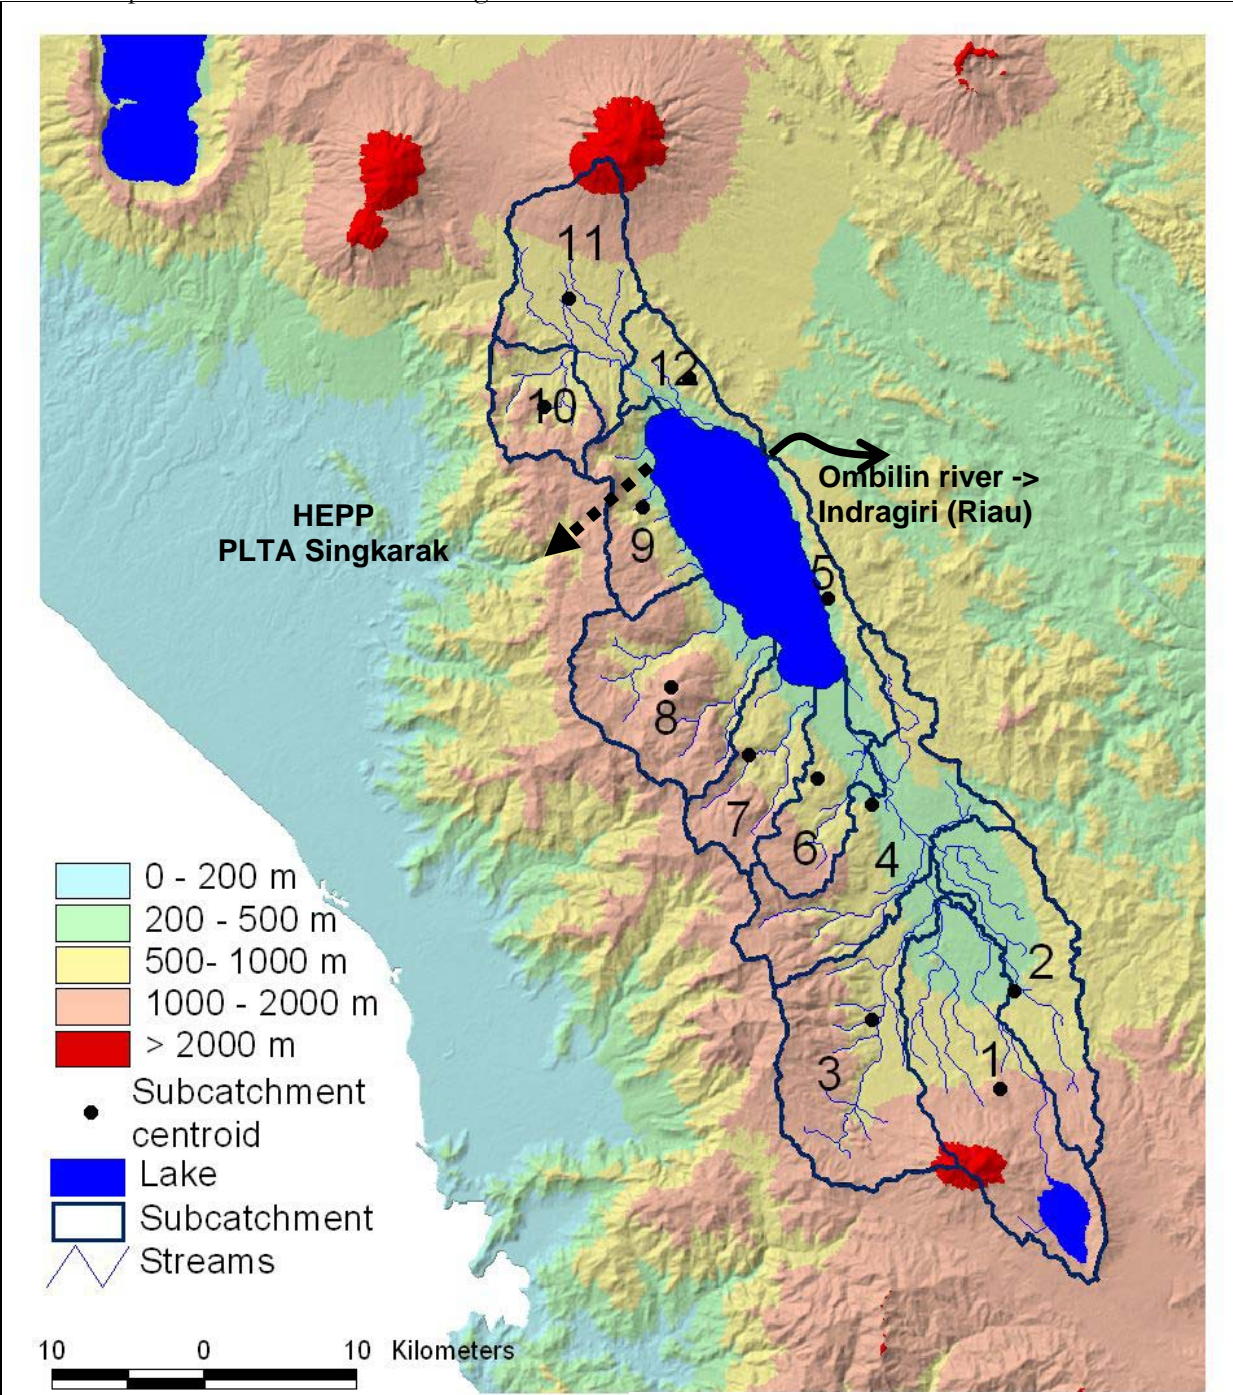 11
12
10
Ombilin river ->
Indragiri (Riau)
HEPP
PLTA Singkarak
9
5
8
7
6
4
2
3
1
0 - 200 m
200 - 500 m
500- 1000 m
1000 - 2000 m
> 2000 m
Subcatchment
centroid
Lake
Subcatchment
Streams
10 0 10 Kilometers